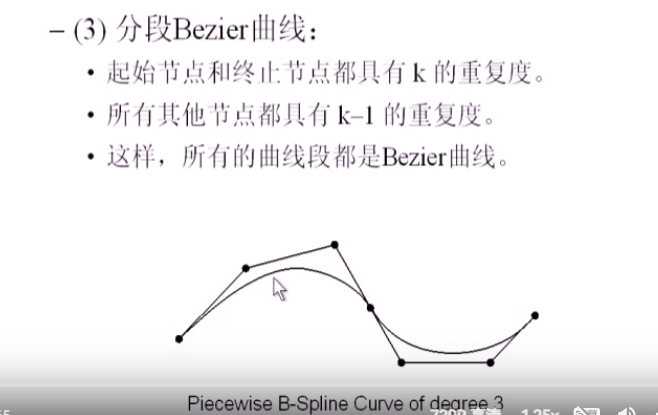 – (3) 分段Bezier曲线：
• 起始节点和终止节点都具有 k 的重复度。
• 所有其他节点都具有 k–1 的重复度。
• 这样，所有的曲线段都是Bezier曲线。
Piecewise B-Spline Curve of degree 3
720P 高清 1.25x